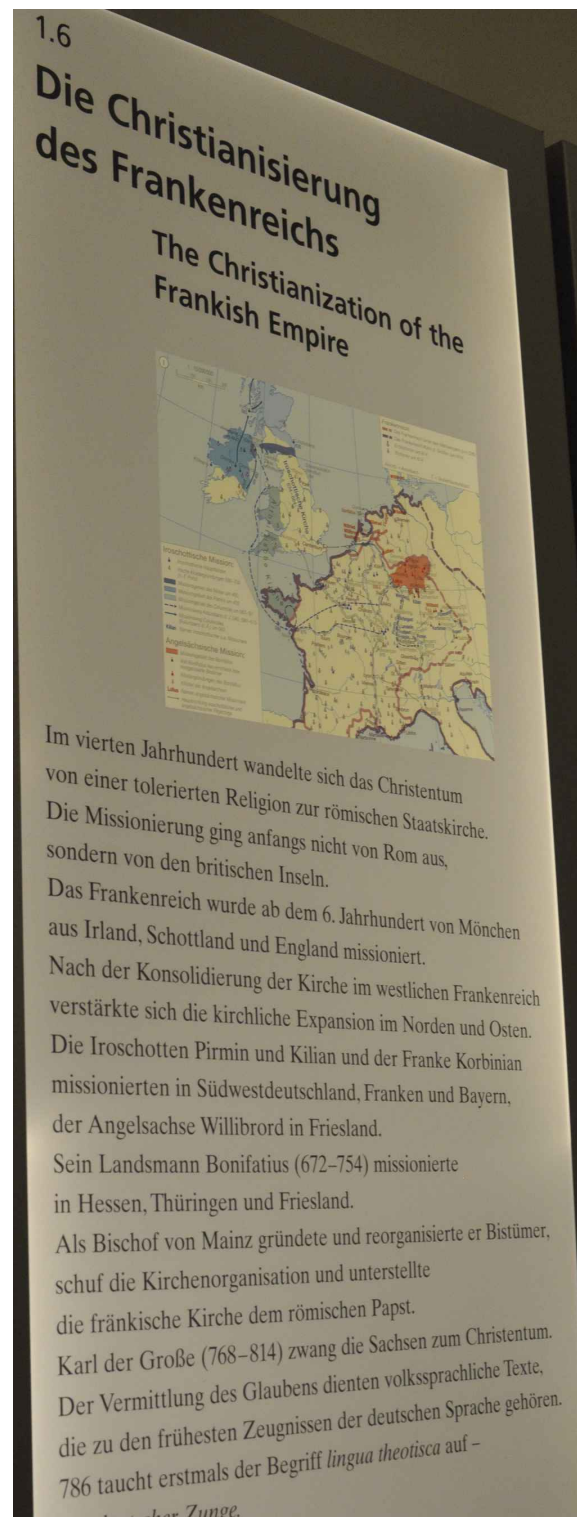 1.6
Die Christianisierung
des Frankenreichs
The Christianization of the
Frankish Empire
Iroschottische Mission:
Angelsächsische Mission:
Im vierten Jahrhundert wandelte sich das Christentum
von einer tolerierten Religion zur römischen Staatskirche.
Die Missionierung ging anfangs nicht von Rom aus,
sondern von den britischen Inseln.
Das Frankenreich wurde ab dem 6. Jahrhundert von Mönchen
aus Irland, Schottland und England missioniert.
Nach der Konsolidierung der Kirche im westlichen Frankenreich
verstärkte sich die kirchliche Expansion im Norden und Osten.
Die Iroschotten Pirmin und Kilian und der Franke Korbinian
missionierten in Südwestdeutschland, Franken und Bayern,
der Angelsachse Willibrord in Friesland.
Sein Landsmann Bonifatius (672–754) missionierte
in Hessen, Thüringen und Friesland.
Als Bischof von Mainz gründete und reorganisierte er Bistümer,
schuf die Kirchenorganisation und unterstellte
die fränkische Kirche dem römischen Papst.
Karl der Große (768–814) zwang die Sachsen zum Christentum.
Der Vermittlung des Glaubens dienten volkssprachliche Texte,
die zu den frühesten Zeugnissen der deutschen Sprache gehören.
786 taucht erstmals der Begriff lingua theotisca auf –
Zunge.